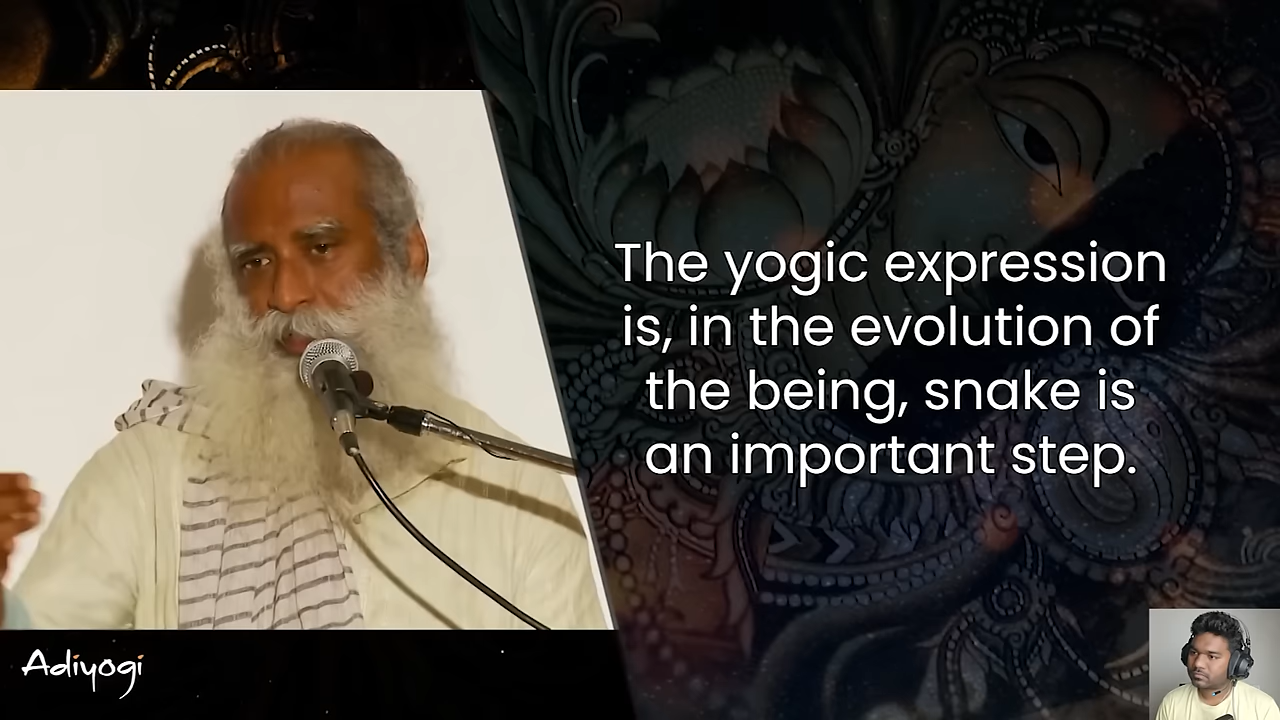 The yogic expression
is, in the evolution of
the being, snake is
an important step.
Adiyogi